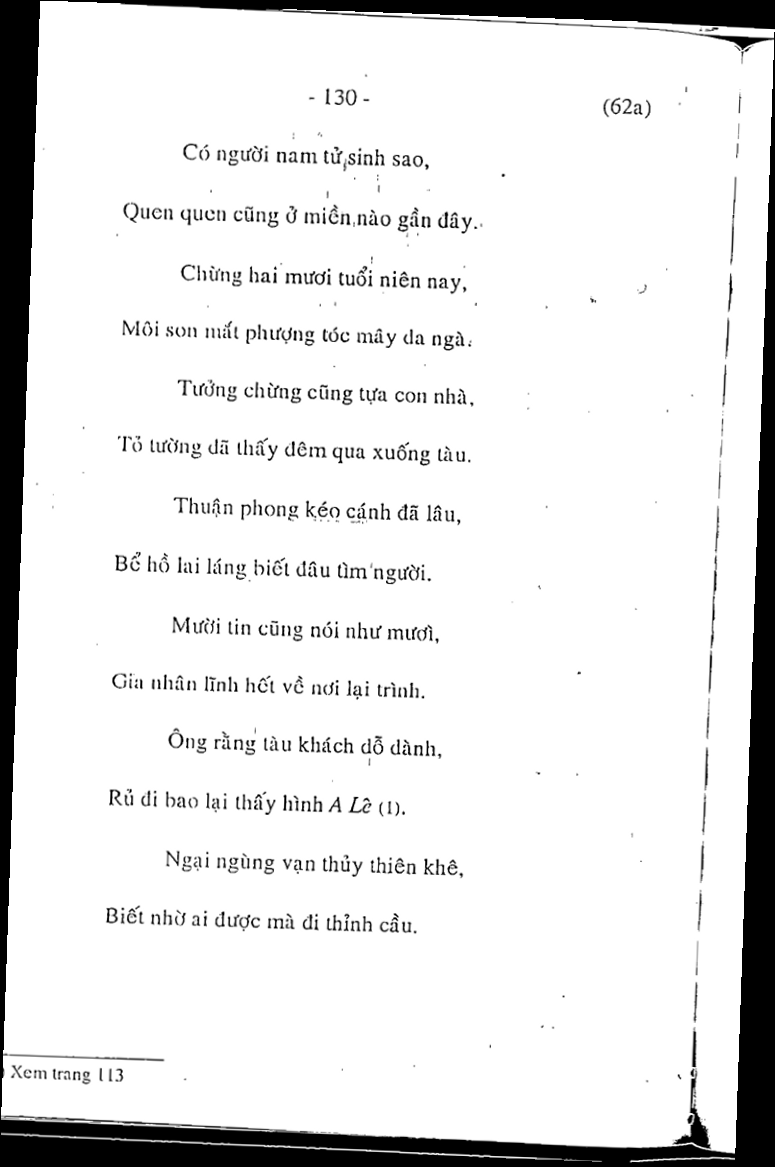 - 130 -
(62a)
Có người nam tử sinh sao,
Quen quen cũng ở miền nào gần đây.
Chừng hai mươi tuổi niên nay,
Môi son mắt phượng tóc mây da ngà.
Tưởng chừng cũng tựa con nhà,
Tỏ tường đã thấy đêm qua xuống tàu.
Thuận phong kéo cánh đã lâu,
Bể hồ lai láng biết đâu tìm người.
Mười tin cũng nói như mươì,
Gia nhân lĩnh hết về nơi lại trình.
Ông rằng tàu khách dỗ dành,
Rủ đi bao lại thấy hình A Lề (1).
Ngại ngùng vạn thủy thiên khê,
Biết nhờ ai được mà đi thỉnh cầu.
) Xem trang 113